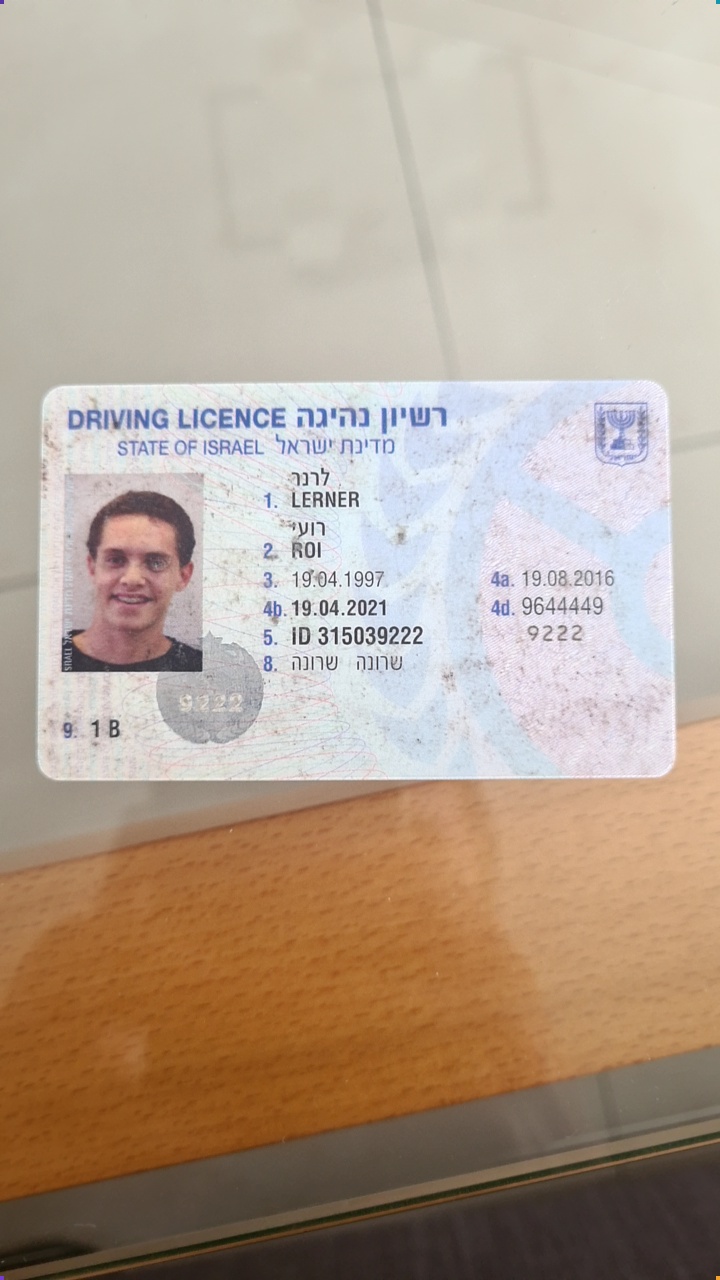 DRIVING LICENCE רשיון נהיגה
STATE OF ISRAEL מדינת ישראל
לרנר
1. LERNER
רועי
2. ROI
3. 19.04.1997 4a. 19.08.2016
4b. 19.04.2021 4d. 9644449
5. ID 315039222 9222
8. שרונה שרונה
9222
9. 1 B